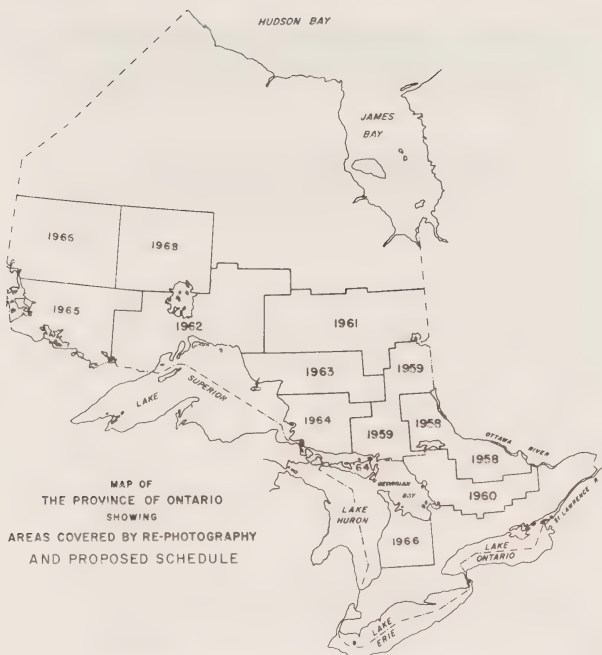 HUDSON BAY
JAMES
BAY
1965
1968
1965
1962
1961
1963
1959
LAKE SUPERIOR
1964
1959
1958
OTTAWA RIVER
1958
64
GEORGIAN
BAY
1960
ST LAWRENCE R
LAKE
HURON
1966
LAKE
ONTARIO
LAKE
ERIE
MAP OF
THE PROVINCE OF ONTARIO
SHOWING
AREAS COVERED BY RE-PHOTOGRAPHY
AND PROPOSED SCHEDULE